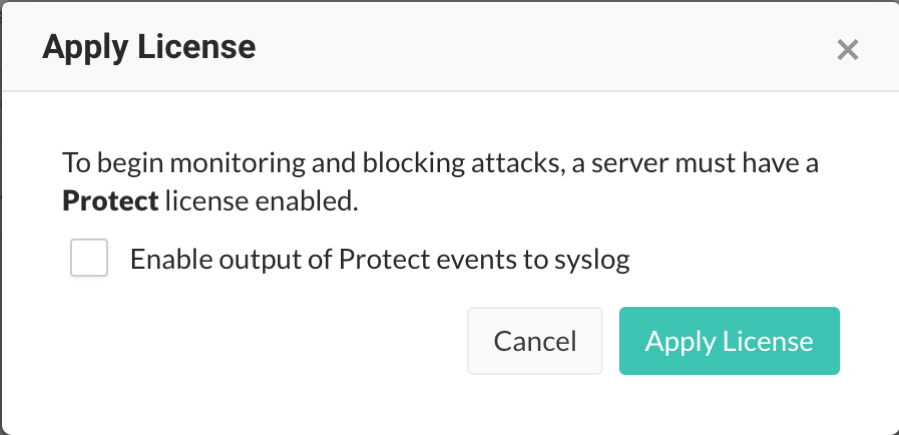 Apply License
To begin monitoring and blocking attacks, a server must have a
Protect license enabled.
Enable output of Protect events to syslog
Cancel
Apply License